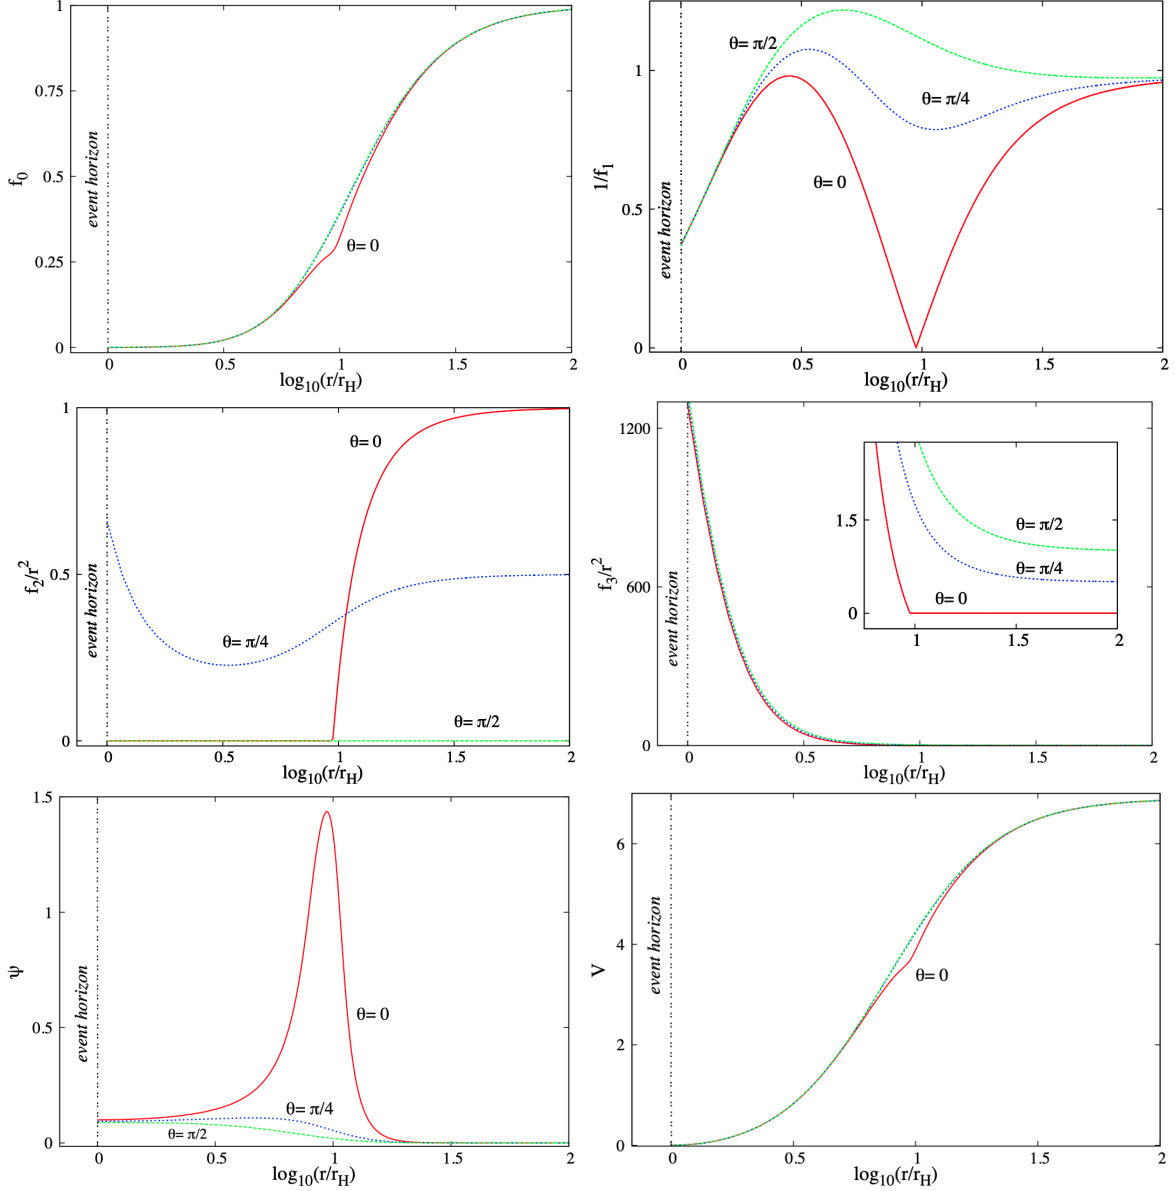 1
0.75
0.5
0.25
0
f₀
event horizon
θ= 0
0 0.5 1 1.5 2
log₁₀(r/r_H)
1
0.5
0
1/f₁
event horizon
θ= π/2
θ= π/4
θ= 0
0 0.5 1 1.5 2
log₁₀(r/r_H)
1
0.5
0
f₂/r²
event horizon
θ= 0
θ= π/4
θ= π/2
0 0.5 1 1.5 2
log₁₀(r/r_H)
1200
600
0
f₃/r²
event horizon
1.5
0
θ= π/2
θ= π/4
θ= 0
1 1.5 2
0 0.5 1 1.5 2
log₁₀(r/r_H)
1.5
1
0.5
0
ψ
event horizon
θ= 0
θ= π/4
θ= π/2
0 0.5 1 1.5 2
log₁₀(r/r_H)
6
4
2
0
V
event horizon
θ= 0
0 0.5 1 1.5 2
log₁₀(r/r_H)